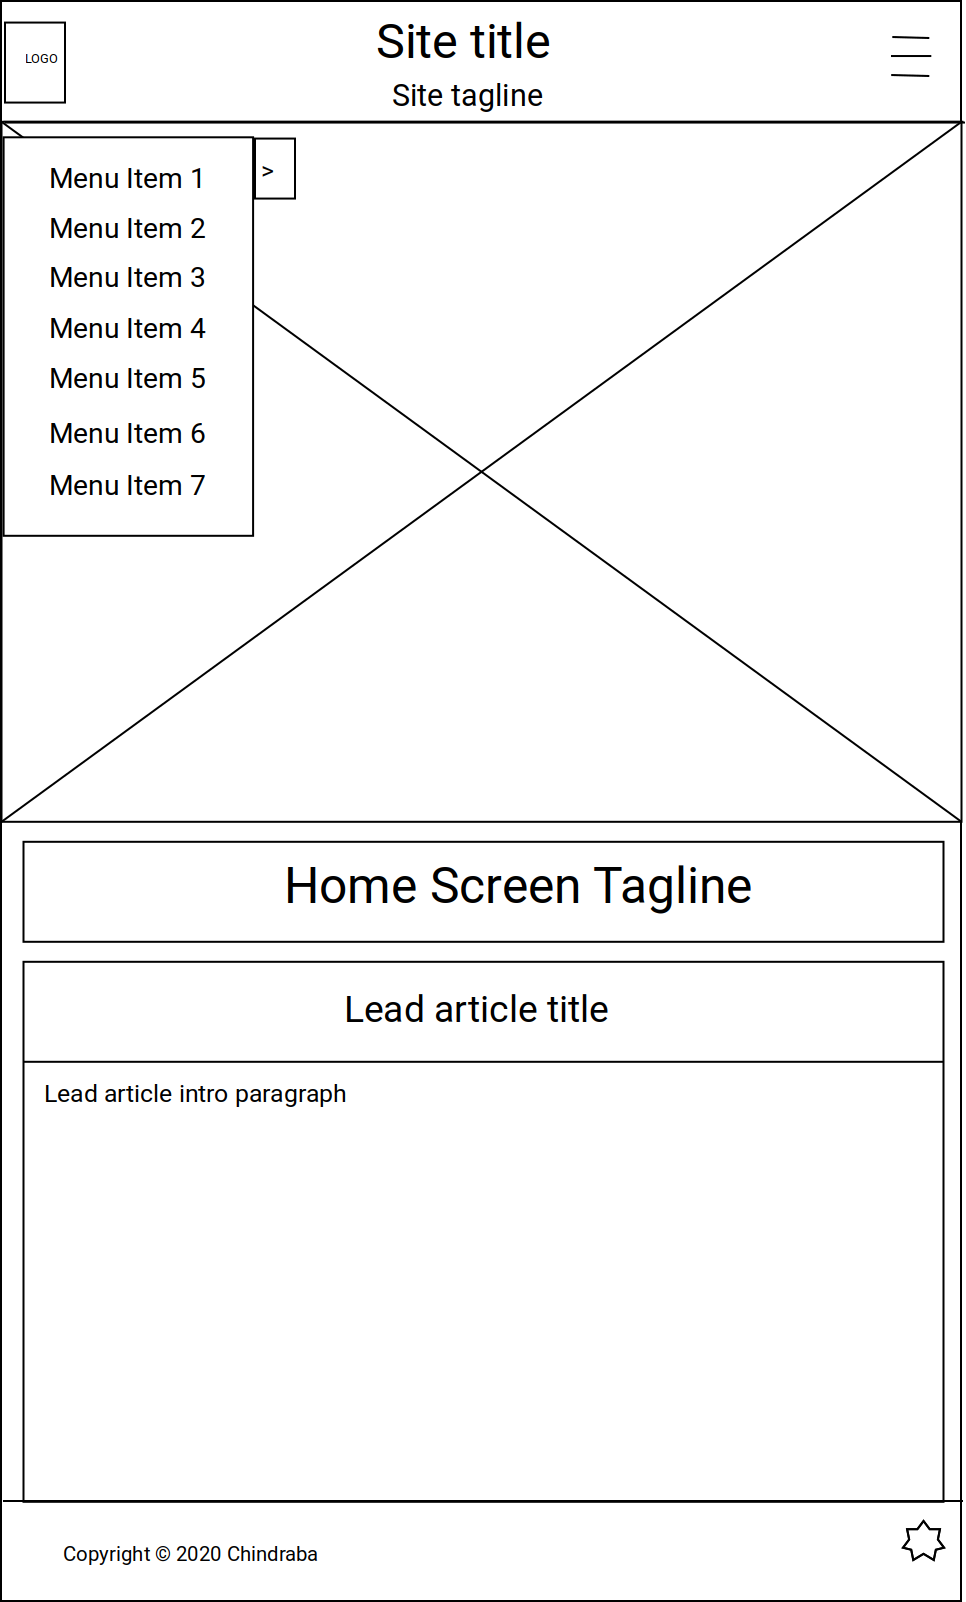 LOGO
Site title
Site tagline
Menu Item 1
>
Menu Item 2
Menu Item 3
Menu Item 4
Menu Item 5
Menu Item 6
Menu Item 7
Home Screen Tagline
Lead article title
Lead article intro paragraph
Copyright © 2020 Chindraba